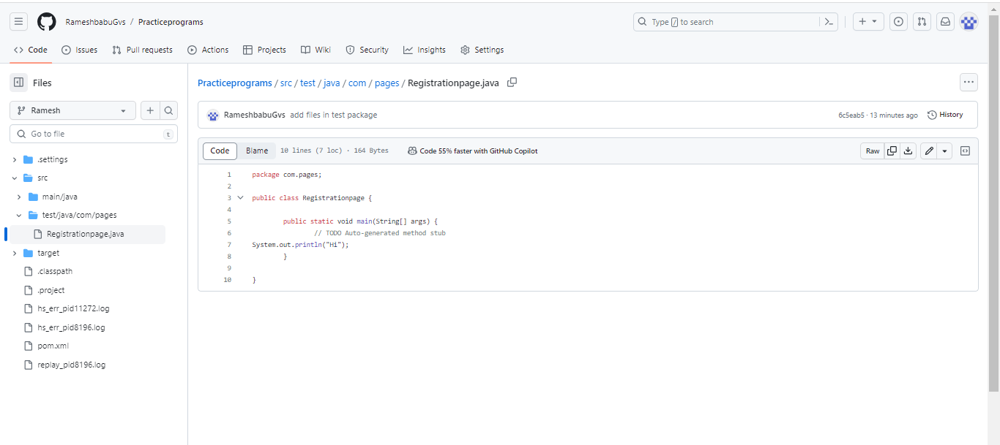 RameshbabuGvs / Practiceprograms
Type / to search
Code Issues Pull requests Actions Projects Wiki Security Insights Settings
Files
Ramesh
Go to file t
.settings
src
main/java
test/java/com/pages
Registrationpage.java
target
.classpath
.project
hs_err_pid11272.log
hs_err_pid8196.log
pom.xml
replay_pid8196.log
Practiceprograms / src / test / java / com / pages / Registrationpage.java
RameshbabuGvs add files in test package 6c5eab5 · 13 minutes ago History
Code Blame 10 lines (7 loc) · 164 Bytes Code 55% faster with GitHub Copilot Raw
1 package com.pages;
2
3 public class Registrationpage {
4
5 public static void main(String[] args) {
6 // TODO Auto-generated method stub
7 System.out.println("Hi");
8 }
9
10 }